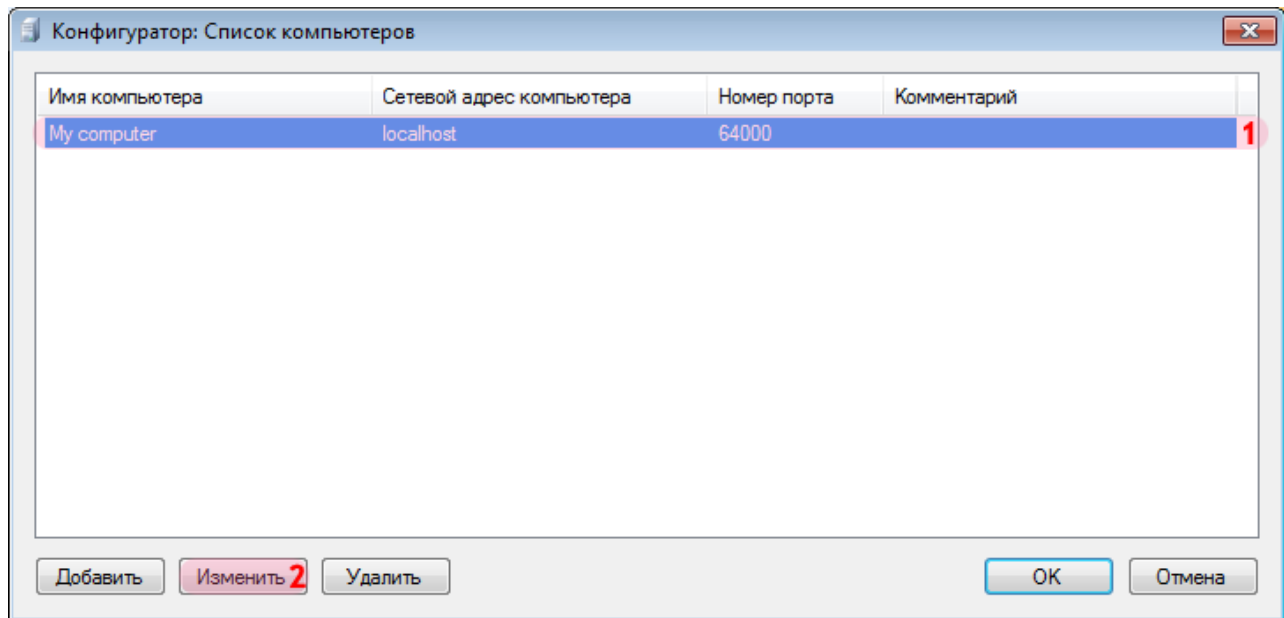 Конфигуратор: Список компьютеров
Имя компьютера Сетевой адрес компьютера Номер порта Комментарий
My computer localhost 64000 1
Добавить Изменить 2 Удалить OK Отмена